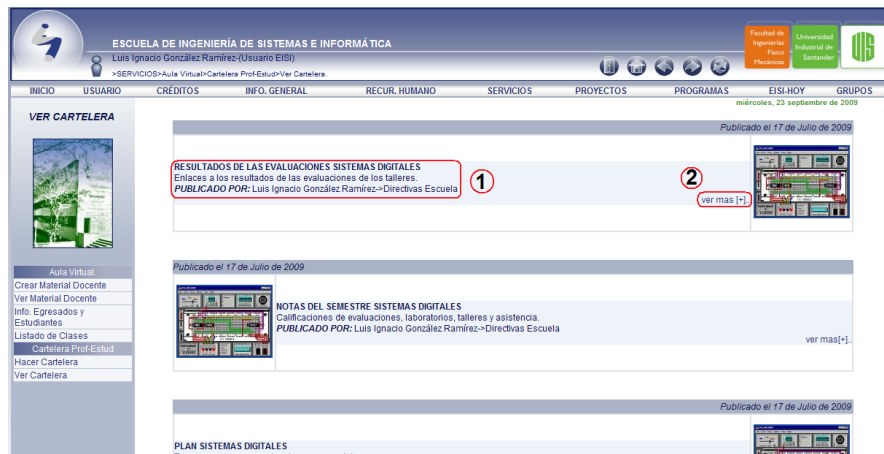 ESCUELA DE INGENIERÍA DE SISTEMAS E INFORMÁTICA
Luis Ignacio González Ramírez-(Usuario EISI)
>SERVICIOS>Aula Virtual>Cartelera Prof-Estud>Ver Cartelera.
Facultad de
Ingenierías
Físico
Mecánicas
Universidad
Industrial de
Santander
INICIO USUARIO CRÉDITOS INFO. GENERAL RECUR. HUMANO SERVICIOS PROYECTOS PROGRAMAS EISI-HOY GRUPOS
miércoles, 23 septiembre de 2009
VER CARTELERA
Aula Virtual.
Crear Material Docente
Ver Material Docente
Info. Egresados y
Estudiantes
Listado de Clases
Cartelera Prof-Estud
Hacer Cartelera
Ver Cartelera
Publicado el 17 de Julio de 2009
RESULTADOS DE LAS EVALUACIONES SISTEMAS DIGITALES
Enlaces a los resultados de las evaluaciones de los talleres.
PUBLICADO POR: Luis Ignacio González Ramírez->Directivas Escuela
1
2
ver mas [+]..
Publicado el 17 de Julio de 2009
NOTAS DEL SEMESTRE SISTEMAS DIGITALES
Calificaciones de evaluaciones, laboratorios, talleres y asistencia.
PUBLICADO POR: Luis Ignacio González Ramírez->Directivas Escuela
ver mas[+]..
Publicado el 17 de Julio de 2009
PLAN SISTEMAS DIGITALES